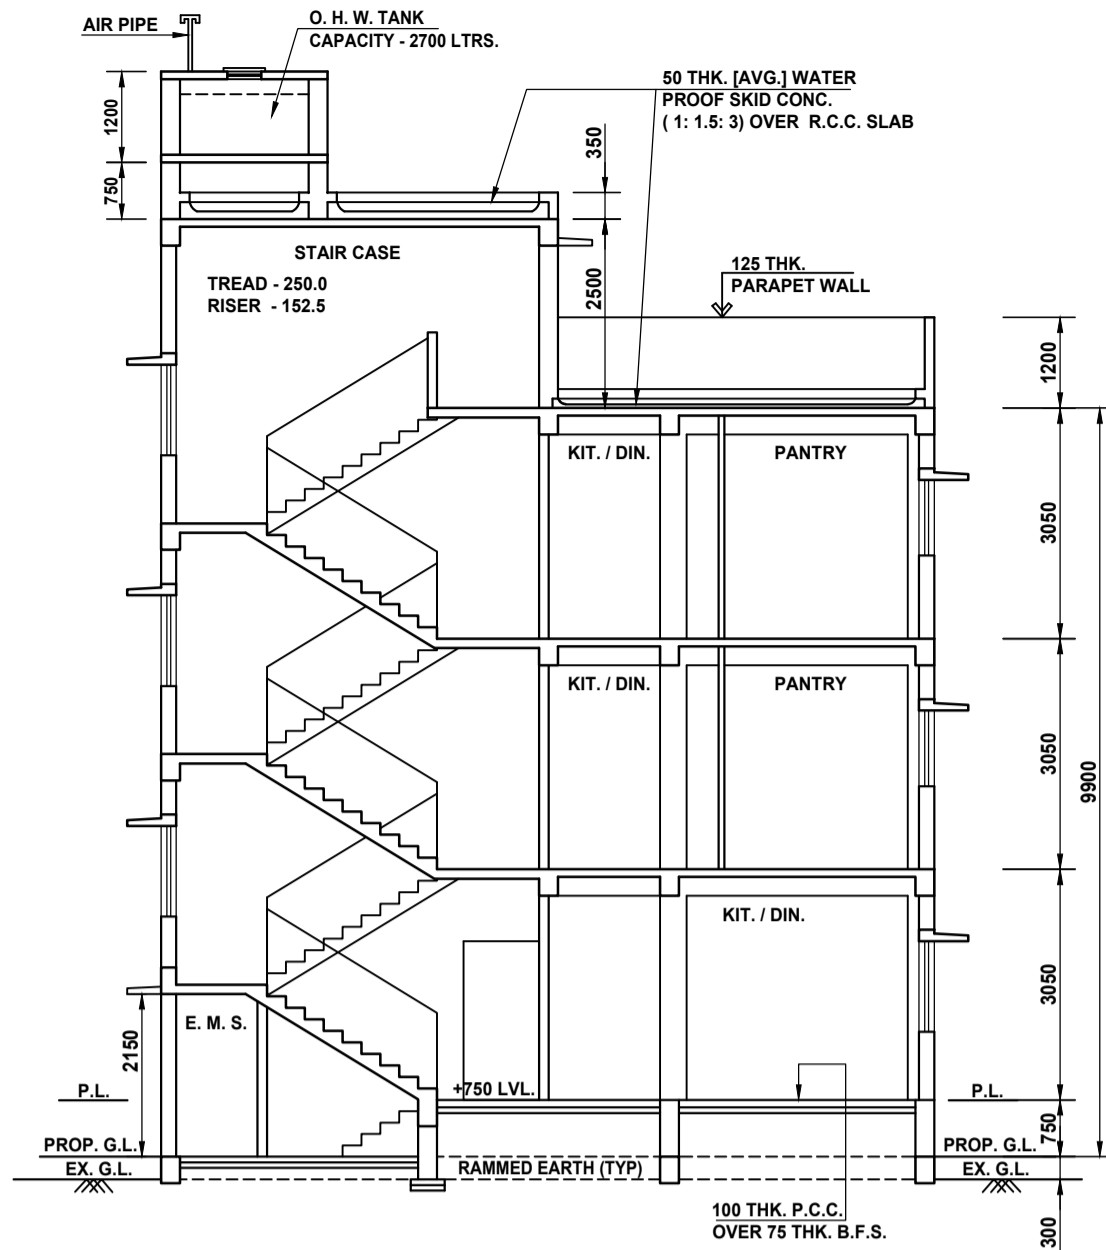 AIR PIPE
O. H. W. TANK
CAPACITY - 2700 LTRS.
50 THK. [AVG.] WATER
PROOF SKID CONC.
( 1: 1.5: 3) OVER R.C.C. SLAB
1200
750
350
STAIR CASE
TREAD - 250.0
RISER - 152.5
2500
125 THK.
PARAPET WALL
1200
KIT. / DIN.
PANTRY
3050
KIT. / DIN.
PANTRY
3050
9900
KIT. / DIN.
3050
E. M. S.
2150
P.L.
+750 LVL.
P.L.
750
PROP. G.L.
PROP. G.L.
EX. G.L.
RAMMED EARTH (TYP)
EX. G.L.
100 THK. P.C.C.
OVER 75 THK. B.F.S.
300